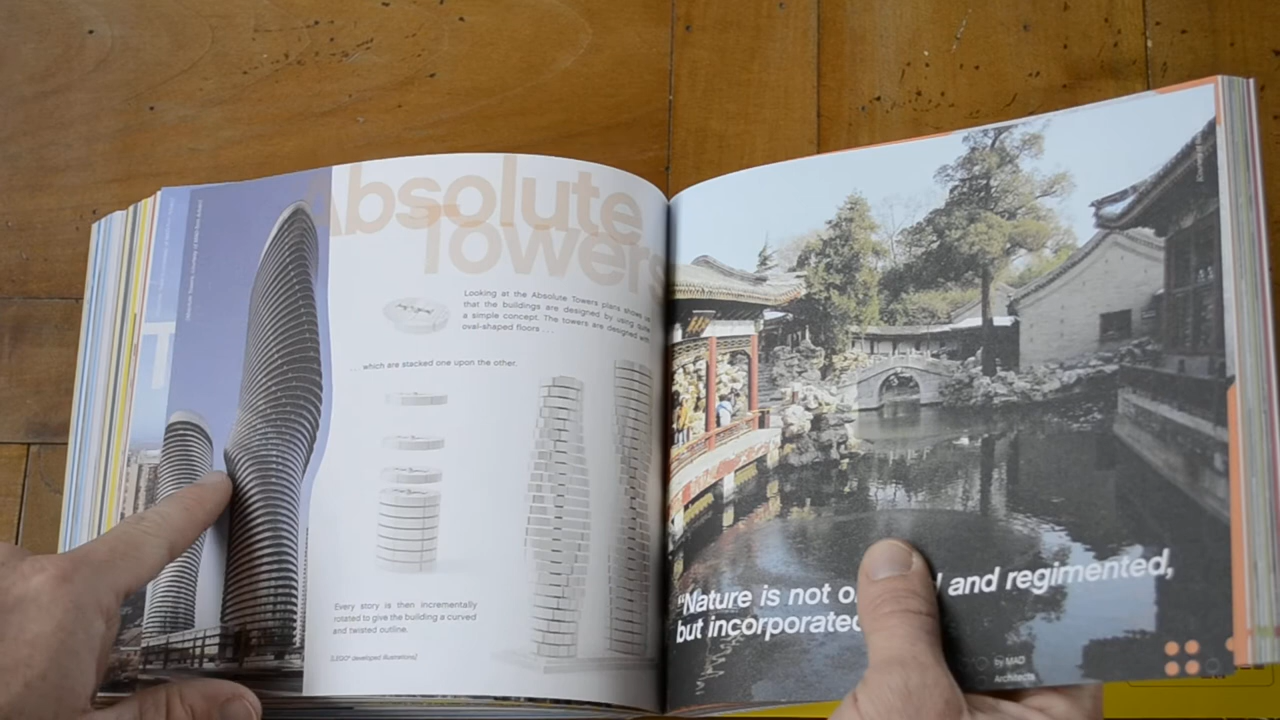 Absolute
Towers
Looking at the Absolute Towers plans shows us
that the buildings are designed by using quite
a simple concept. The towers are designed with
oval-shaped floors . . .
. . . which are stacked one upon the other.
Every story is then incrementally
rotated to give the building a curved
and twisted outline.
[LEGO® developed illustrations]
“Nature is not and regimented,
but incorporated
by MAD
Architects